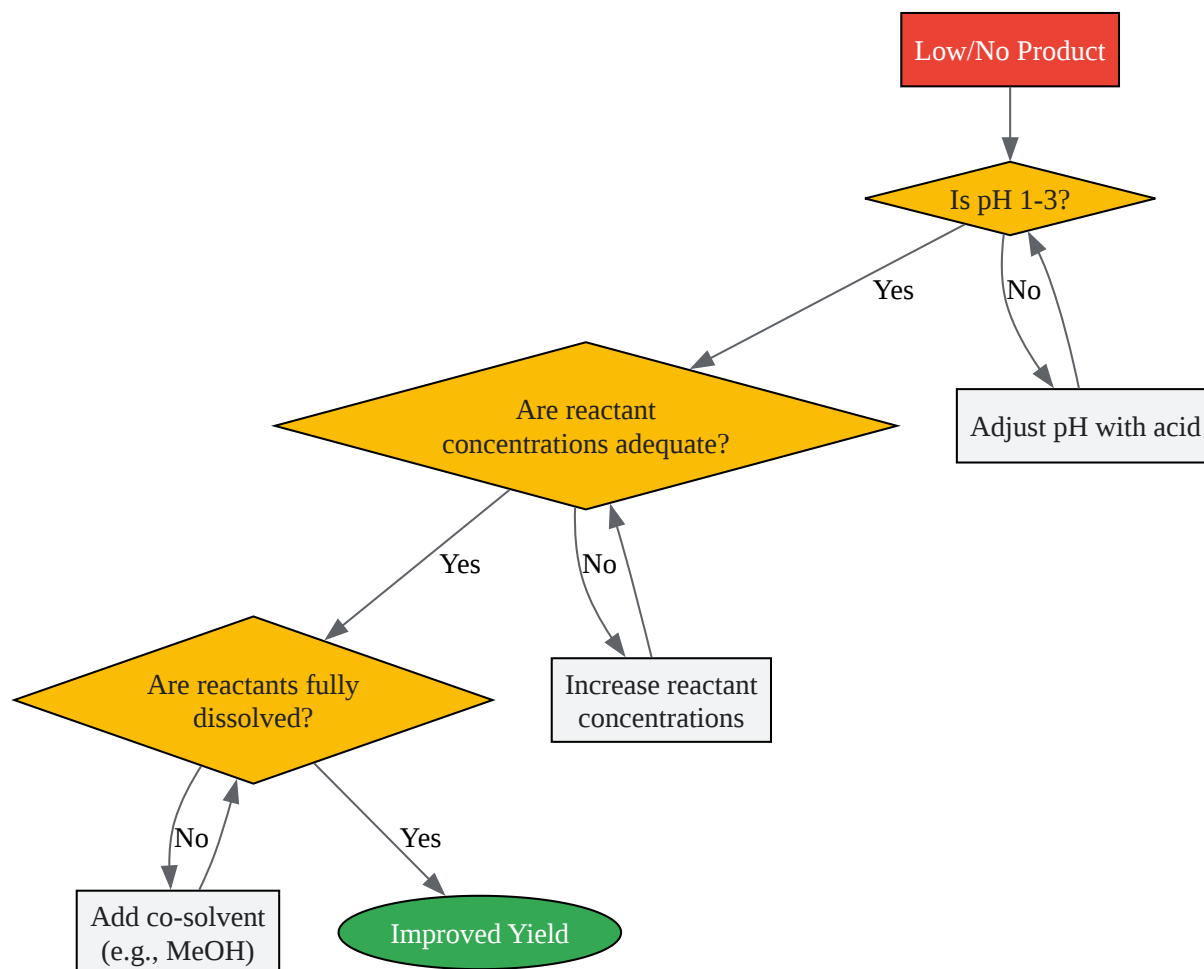 Low/No Product
Is pH 1-3?
Yes
No
Are reactant
concentrations adequate?
Adjust pH with acid
Yes
No
Are reactants fully
dissolved?
Increase reactant
concentrations
No
Yes
Add co-solvent
(e.g., MeOH)
Improved Yield